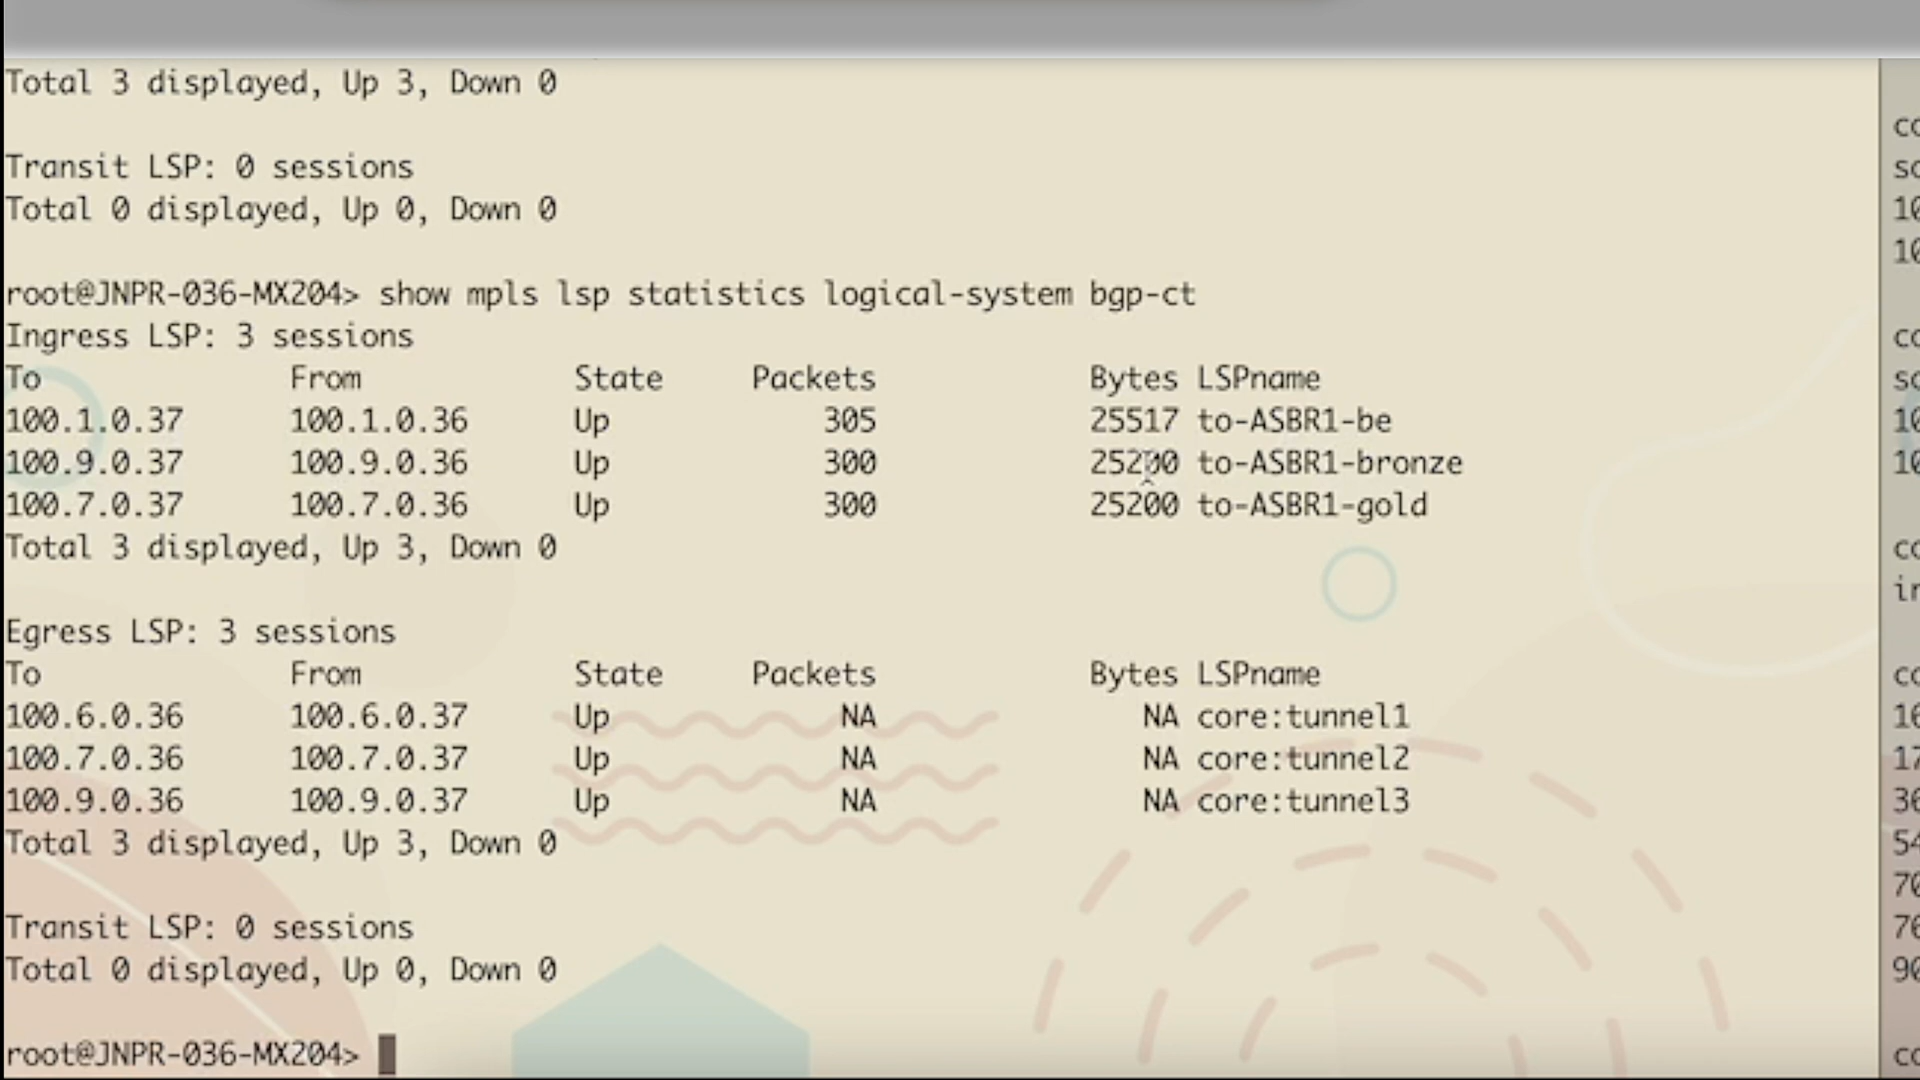 Total 3 displayed, Up 3, Down 0
Transit LSP: 0 sessions
Total 0 displayed, Up 0, Down 0
root@JNPR-036-MX204> show mpls lsp statistics logical-system bgp-ct
Ingress LSP: 3 sessions
To From State Packets Bytes LSPname
100.1.0.37 100.1.0.36 Up 305 25517 to-ASBR1-be
100.9.0.37 100.9.0.36 Up 300 25200 to-ASBR1-bronze
100.7.0.37 100.7.0.36 Up 300 25200 to-ASBR1-gold
Total 3 displayed, Up 3, Down 0
Egress LSP: 3 sessions
To From State Packets Bytes LSPname
100.6.0.36 100.6.0.37 Up NA NA core:tunnel1
100.7.0.36 100.7.0.37 Up NA NA core:tunnel2
100.9.0.36 100.9.0.37 Up NA NA core:tunnel3
Total 3 displayed, Up 3, Down 0
Transit LSP: 0 sessions
Total 0 displayed, Up 0, Down 0
root@JNPR-036-MX204>